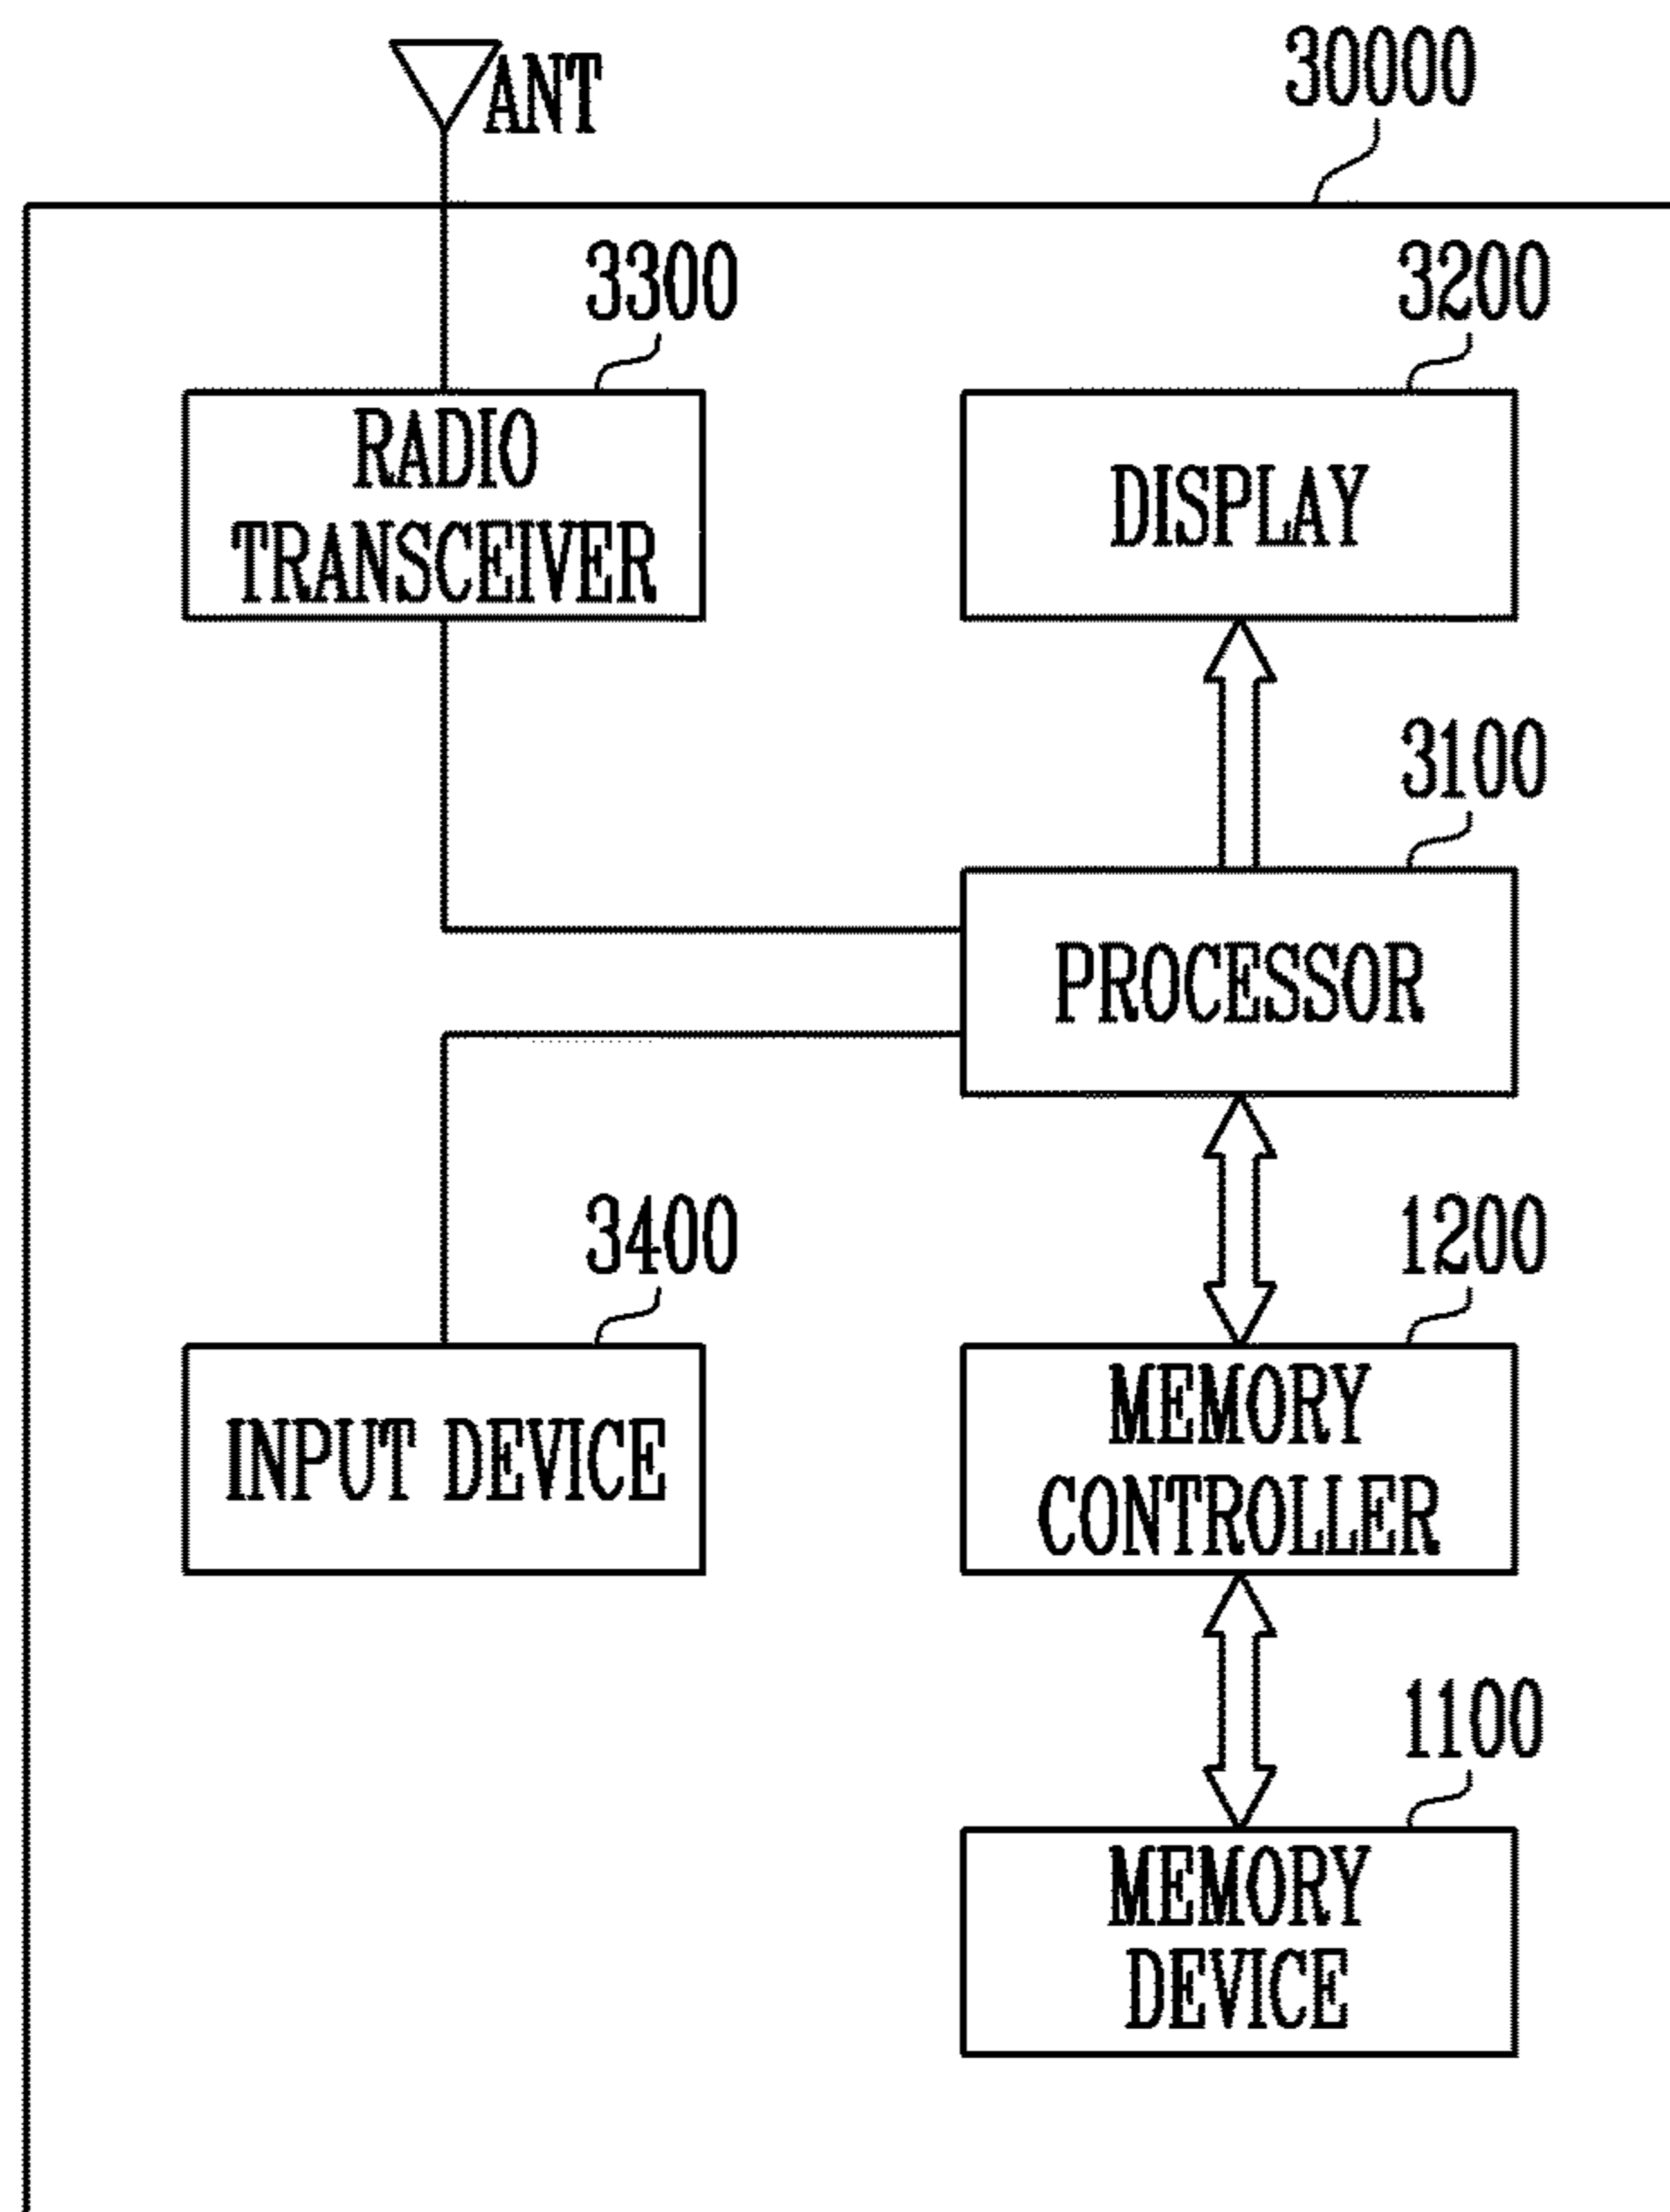 ANT
30000
3300
3200
RADIO
TRANSCEIVER
DISPLAY
3100
PROCESSOR
3400
1200
INPUT DEVICE
MEMORY
CONTROLLER
1100
MEMORY
DEVICE